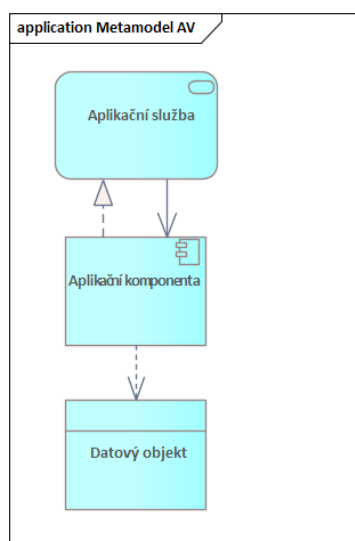 application Metamodel AV
Aplikační služba
Aplikační komponenta
Datový objekt